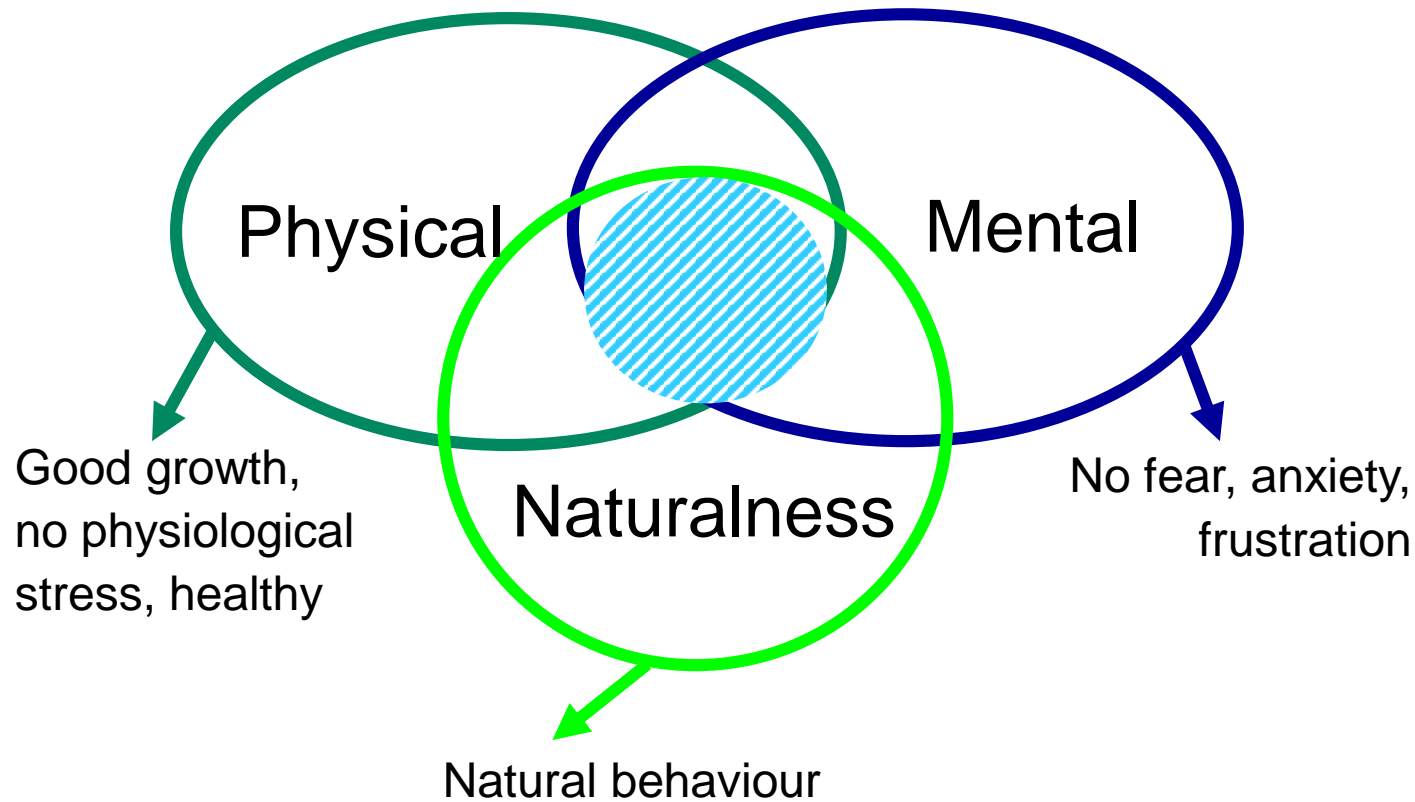 Physical
Mental
Naturalness
Good growth,
no physiological
stress, healthy
No fear, anxiety,
frustration
Natural behaviour